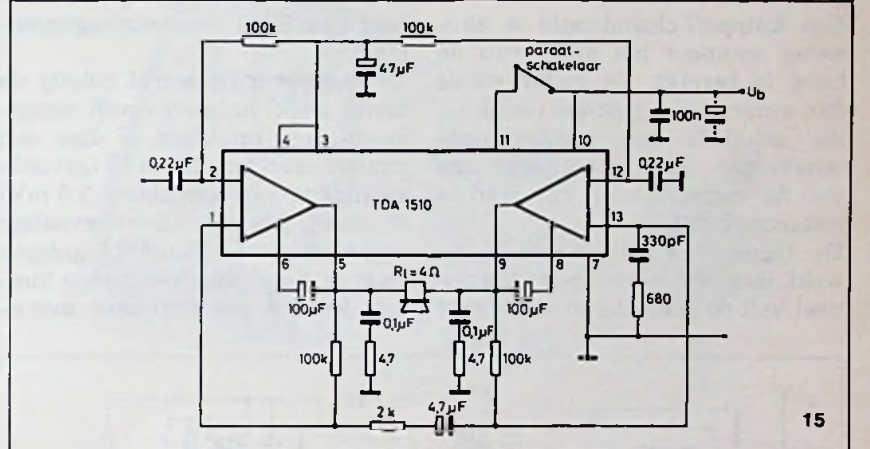 100k
100k
47µF
paraat-
schakelaar
Ub
100n
4
3
11
10
0,22µF
2
12
0,22µF
TDA 1510
1
13
330pF
680
6
5
9
8
7
RL=4Ω
100µF
100µF
0,1µF
0,1µF
100k
4,7
4,7
100k
2k
4,7µF
15